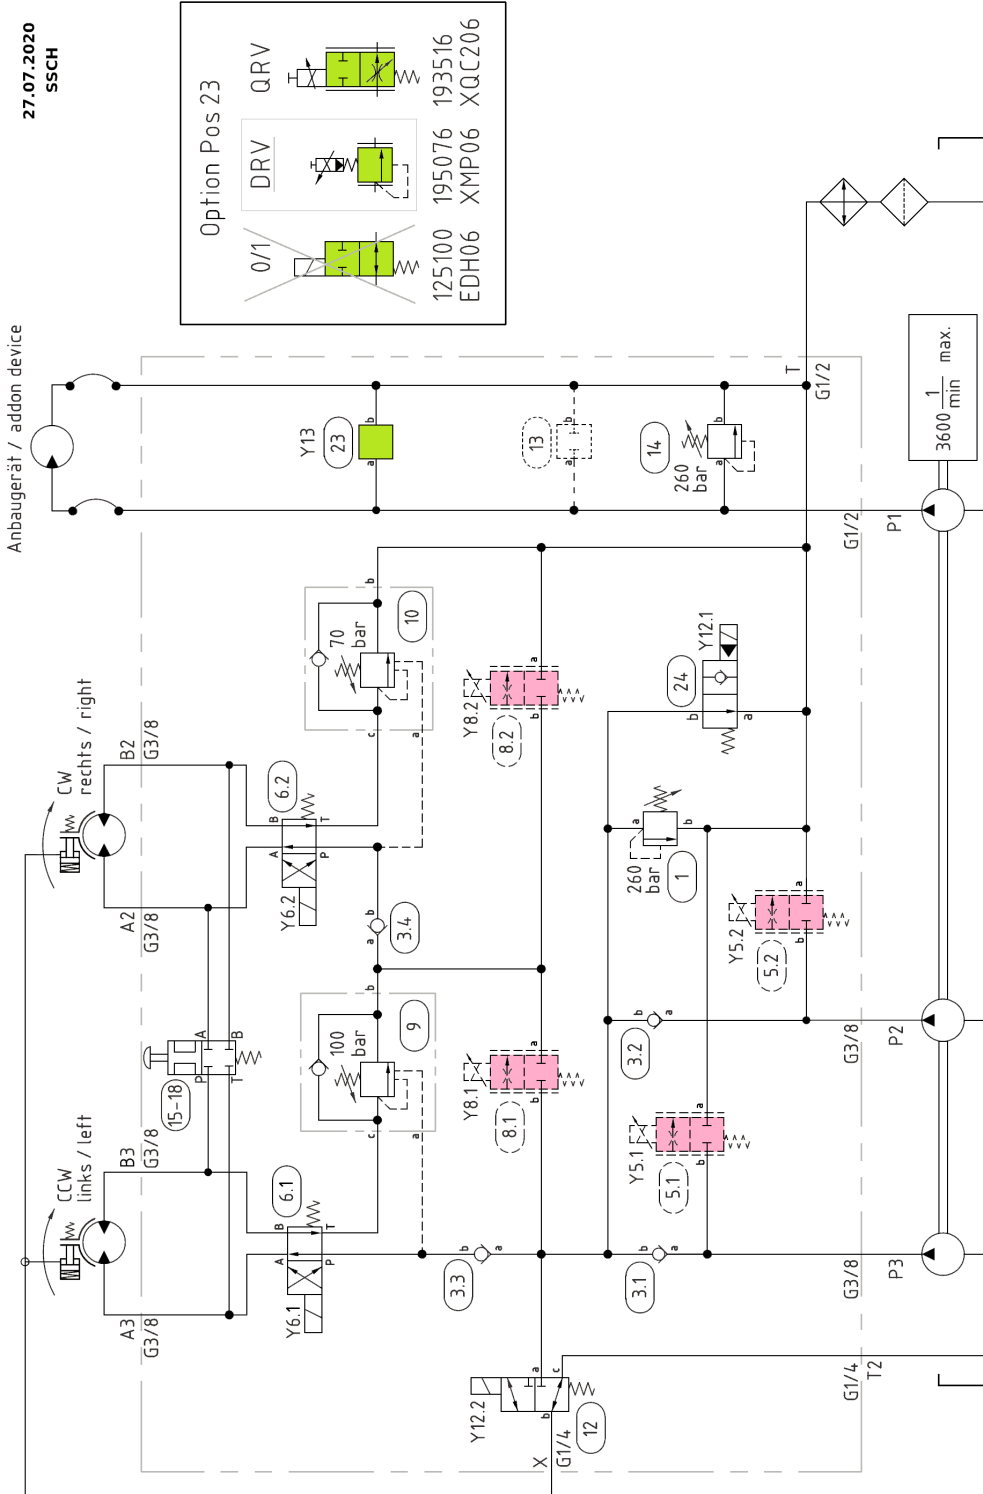 27.07.2020
SSCH
Option Pos 23
0/1
DRV
QRV
125100
EDH06
195076
XMP06
193516
XQC206
Anbaugerät / addon device
Y13
23
a
b
13
a
b
14
260
bar
a
b
T
G1/2
G1/2
P1
3600 1/min max.
CW
rechts / right
B2
G3/8
A2
G3/8
6.2
Y6.2
A
B
P
T
10
70
bar
b
c
a
Y8.2
8.2
a
b
Y12.1
24
b
a
260
bar
1
a
b
Y5.2
5.2
a
b
3.4
a
b
15-18
P
A
T
B
CCW
links / left
B3
G3/8
A3
G3/8
6.1
Y6.1
A
B
P
T
9
100
bar
b
c
a
Y8.1
8.1
a
b
3.2
b
a
Y5.1
5.1
a
b
3.3
b
a
3.1
b
a
G3/8
P2
G3/8
P3
Y12.2
12
a
b
c
X
G1/4
G1/4
T2